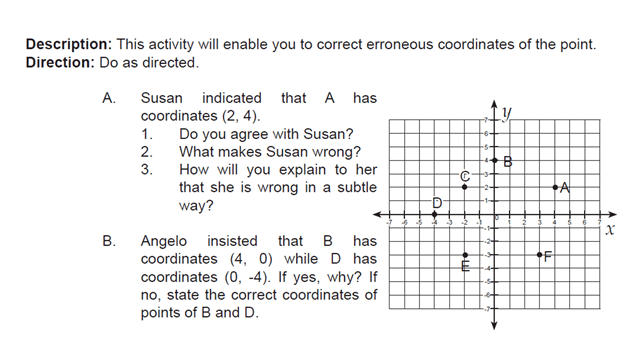 Description: This activity will enable you to correct erroneous coordinates of the point.
Direction: Do as directed.
A. Susan indicated that A has
coordinates (2, 4).
1. Do you agree with Susan?
2. What makes Susan wrong?
3. How will you explain to her
that she is wrong in a subtle
way?
B. Angelo insisted that B has
coordinates (4, 0) while D has
coordinates (0, -4). If yes, why? If
no, state the correct coordinates of
points of B and D.
y
7
6
5
4 B
C 3
2 A
D 1
-7 -6 -5 -4 -3 -2 -1 1 2 3 4 5 6 7
x
-1
-2
-3 F
E -4
-5
-6
-7